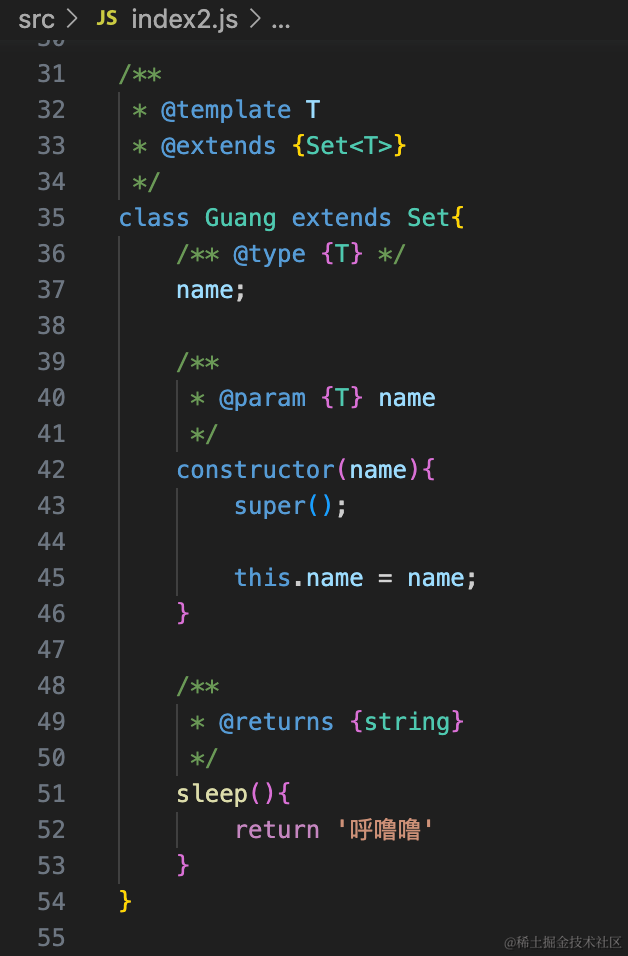 src > JS index2.js > ...
31 /**
32  * @template T
33  * @extends {Set<T>}
34  */
35 class Guang extends Set{
36     /** @type {T} */
37     name;
38
39     /**
40      * @param {T} name
41      */
42     constructor(name){
43         super();
44
45         this.name = name;
46     }
47
48     /**
49      * @returns {string}
50      */
51     sleep(){
52         return '呼噜噜'
53     }
54 }
55
@稀土掘金技术社区